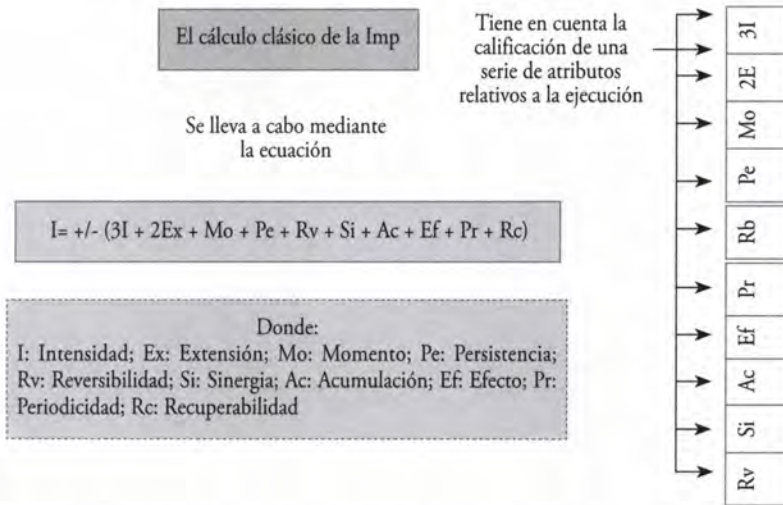 El cálculo clásico de la Imp
Se lleva a cabo mediante
la ecuación
I= +/- (3I + 2Ex + Mo + Pe + Rv + Si + Ac + Ef + Pr + Rc)
Donde:
I: Intensidad; Ex: Extensión; Mo: Momento; Pe: Persistencia;
Rv: Reversibilidad; Si: Sinergia; Ac: Acumulación; Ef: Efecto; Pr:
Periodicidad; Rc: Recuperabilidad
Tiene en cuenta la
calificación de una
serie de atributos
relativos a la ejecución
3I
2E
Mo
Pe
Rb
Pr
Ef
Ac
Si
Rv